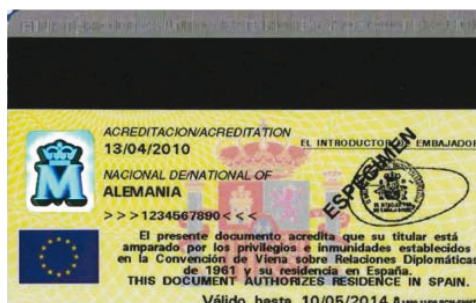 ACREDITACION/ACREDITATION
13/04/2010
EL INTRODUCTOR DE EMBAJADOR
NACIONAL DE/NATIONAL OF
ALEMANIA
ESPECIMEN
M
>>>1234567890<<<
El presente documento acredita que su titular está
amparado por los privilegios e inmunidades establecidos
en la Convención de Viena sobre Relaciones Diplomáticas
de 1961 y su residencia en España.
THIS DOCUMENT AUTHORIZES RESIDENCE IN SPAIN.
Válido hasta 10/05/2014